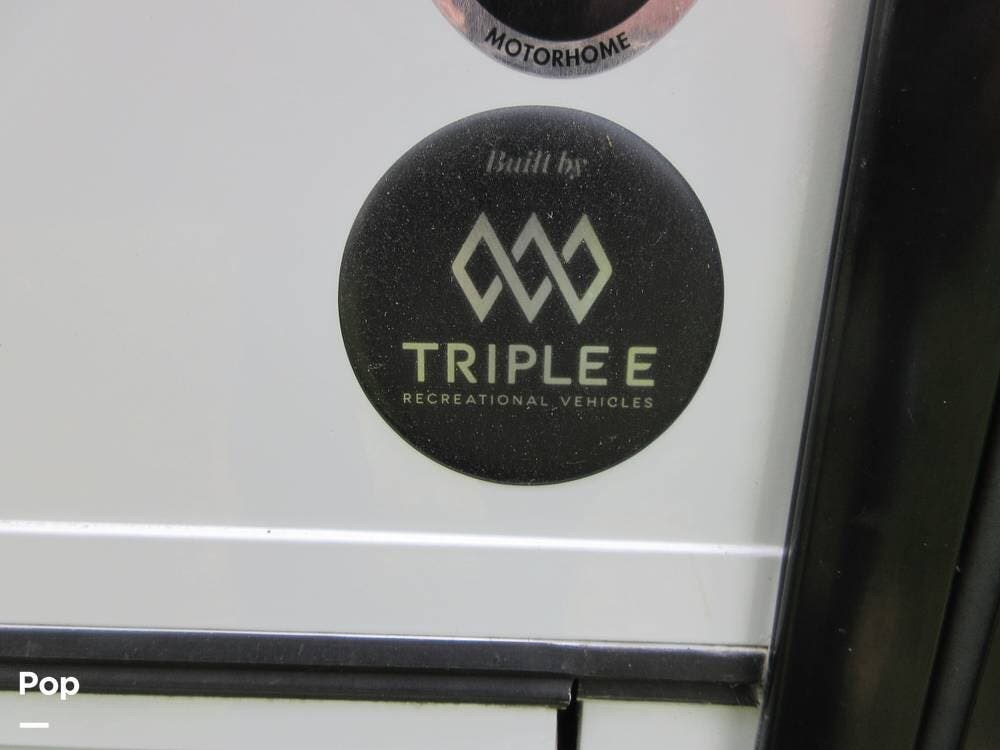 MOTORHOME
Built by
TRIPLE E
RECREATIONAL VEHICLES
Pop